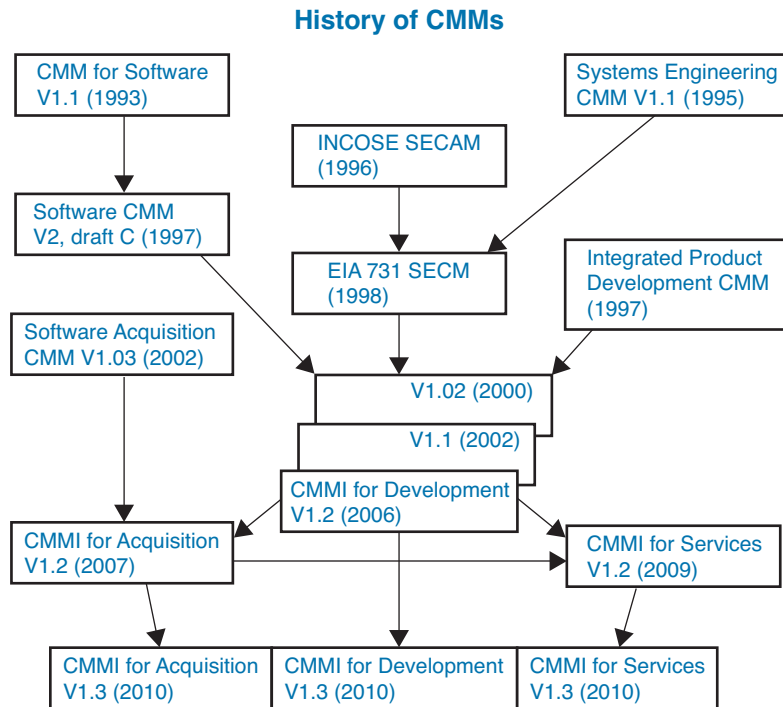 History of CMMs
CMM for Software
V1.1 (1993)
Systems Engineering
CMM V1.1 (1995)
INCOSE SECAM
(1996)
Software CMM
V2, draft C (1997)
EIA 731 SECM
(1998)
Integrated Product
Development CMM
(1997)
Software Acquisition
CMM V1.03 (2002)
V1.02 (2000)
V1.1 (2002)
CMMI for Development
V1.2 (2006)
CMMI for Acquisition
V1.2 (2007)
CMMI for Services
V1.2 (2009)
CMMI for Acquisition
V1.3 (2010)
CMMI for Development
V1.3 (2010)
CMMI for Services
V1.3 (2010)